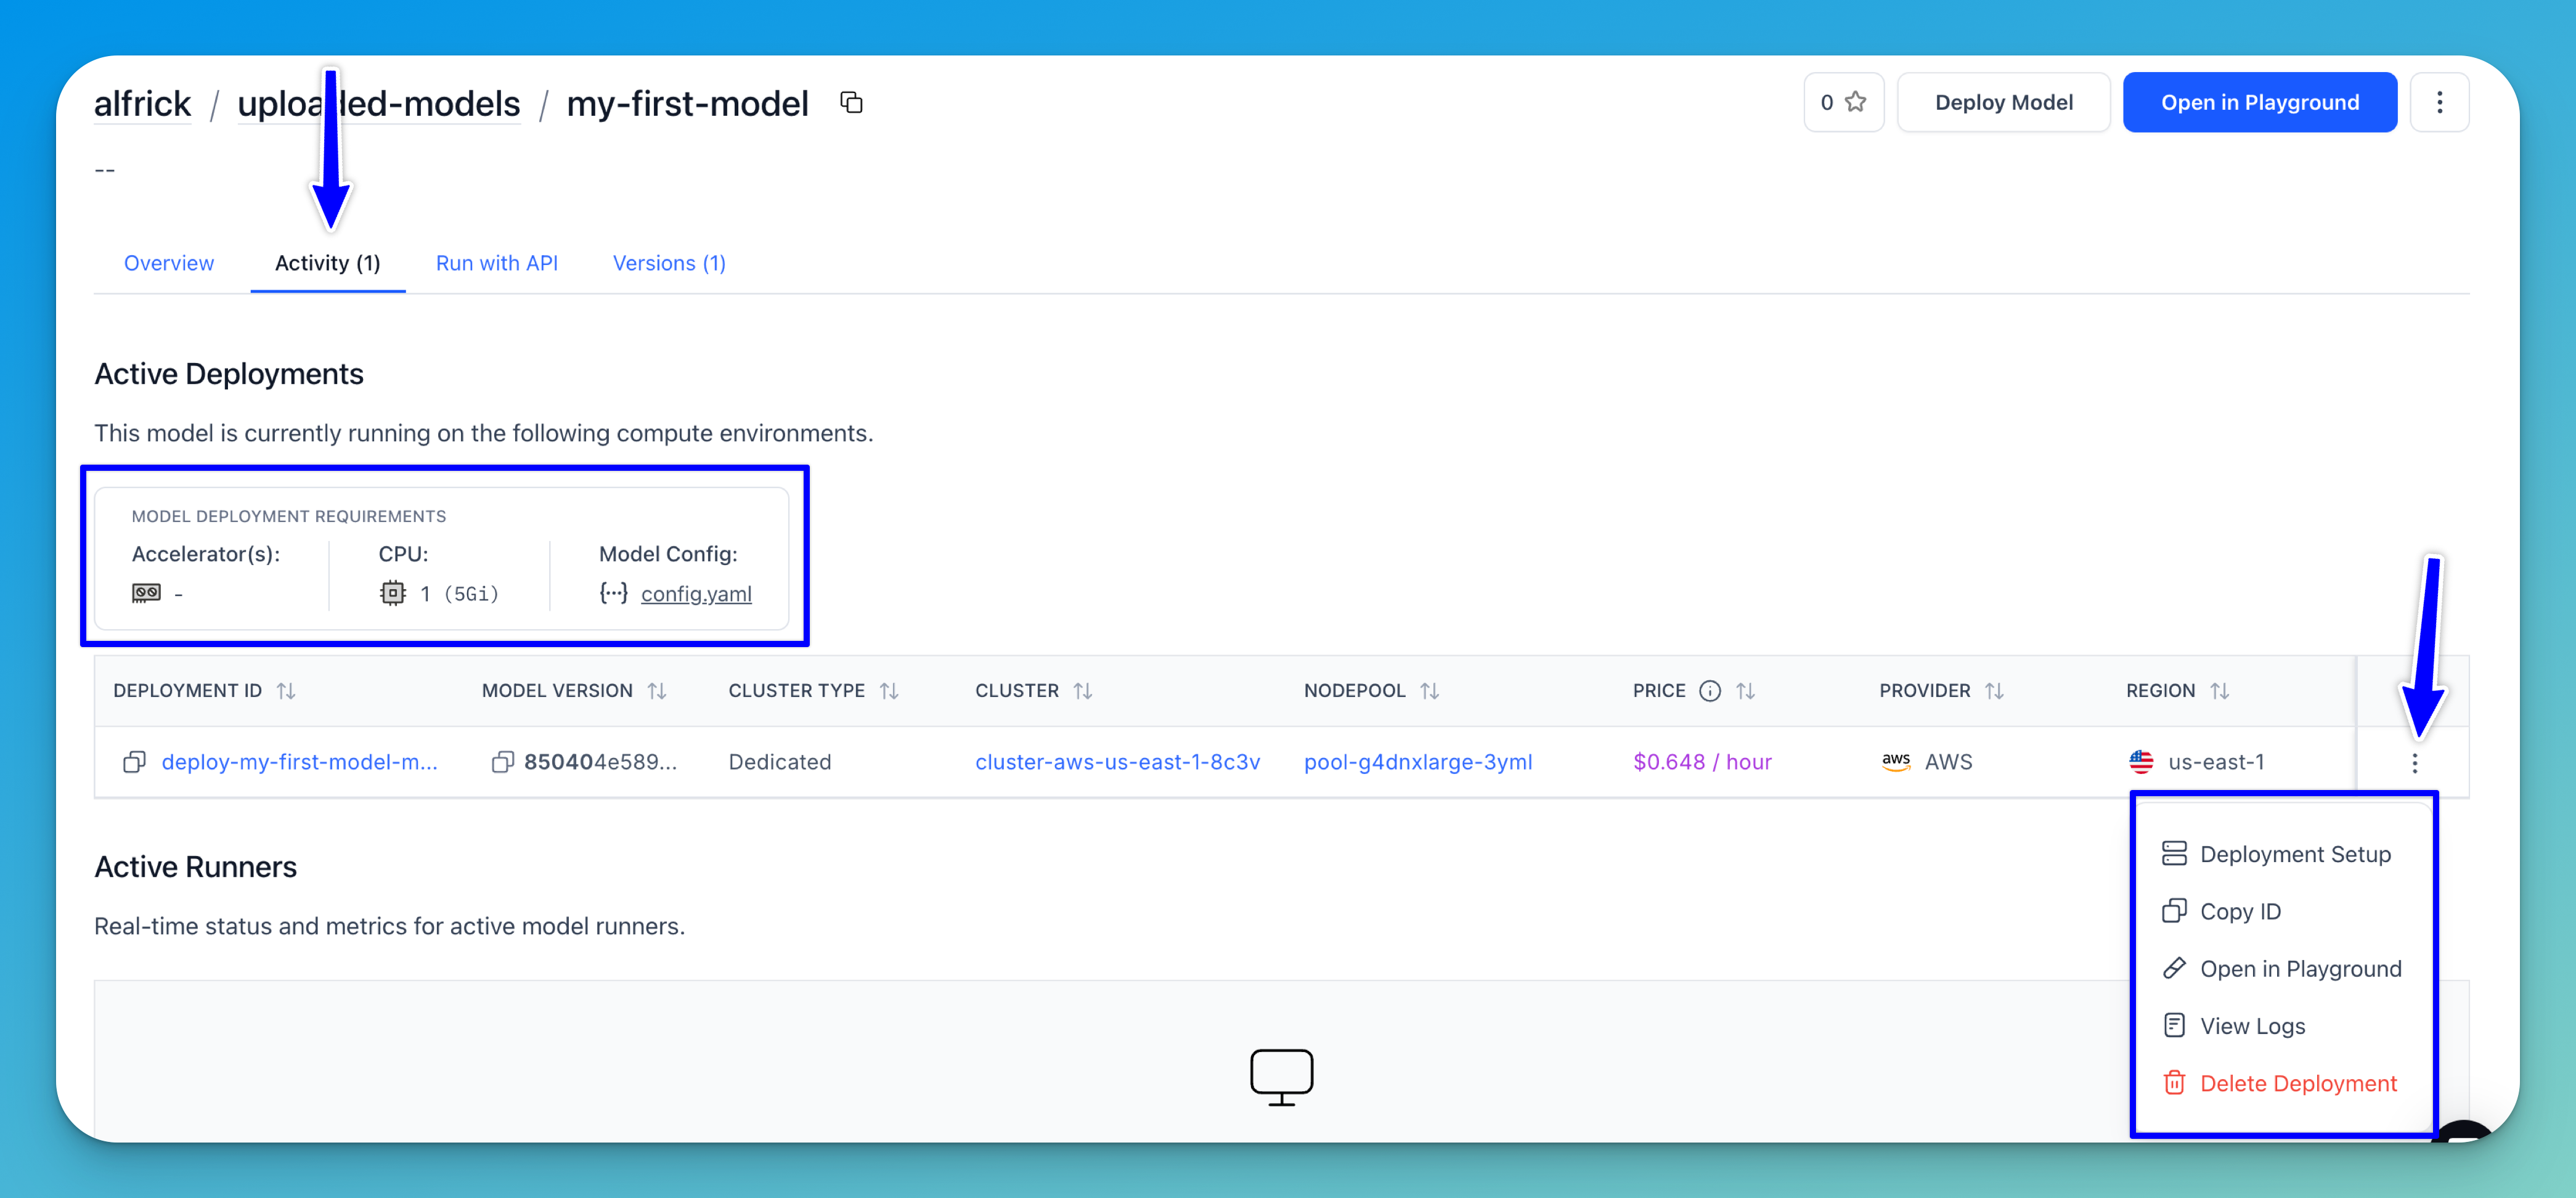 alfrick / uploaded-models / my-first-model
0 Deploy Model Open in Playground
--
Overview Activity (1) Run with API Versions (1)
Active Deployments
This model is currently running on the following compute environments.
MODEL DEPLOYMENT REQUIREMENTS
Accelerator(s): CPU: Model Config:
- 1 (5Gi) {···} config.yaml
DEPLOYMENT ID MODEL VERSION CLUSTER TYPE CLUSTER NODEPOOL PRICE PROVIDER REGION
deploy-my-first-model-m... 850404e589... Dedicated cluster-aws-us-east-1-8c3v pool-g4dnxlarge-3yml $0.648 / hour aws AWS us-east-1
Active Runners
Real-time status and metrics for active model runners.
Deployment Setup
Copy ID
Open in Playground
View Logs
Delete Deployment